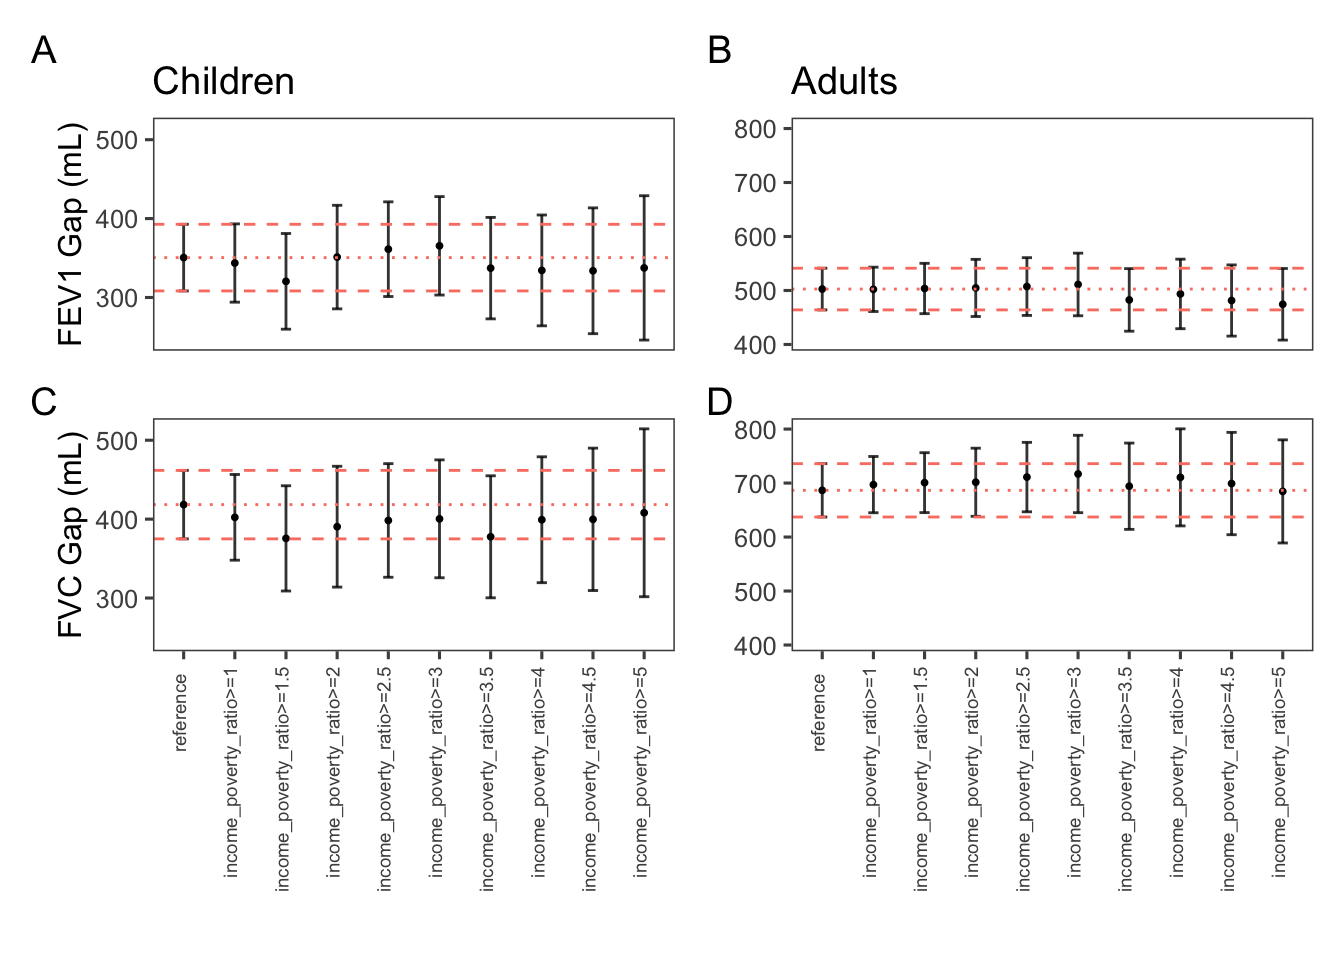 A
Children
FEV1 Gap (mL)
500
400
300
B
Adults
800
700
600
500
400
C
FVC Gap (mL)
500
400
300
reference
income_poverty_ratio>=1
income_poverty_ratio>=1.5
income_poverty_ratio>=2
income_poverty_ratio>=2.5
income_poverty_ratio>=3
income_poverty_ratio>=3.5
income_poverty_ratio>=4
income_poverty_ratio>=4.5
income_poverty_ratio>=5
D
800
700
600
500
400
reference
income_poverty_ratio>=1
income_poverty_ratio>=1.5
income_poverty_ratio>=2
income_poverty_ratio>=2.5
income_poverty_ratio>=3
income_poverty_ratio>=3.5
income_poverty_ratio>=4
income_poverty_ratio>=4.5
income_poverty_ratio>=5